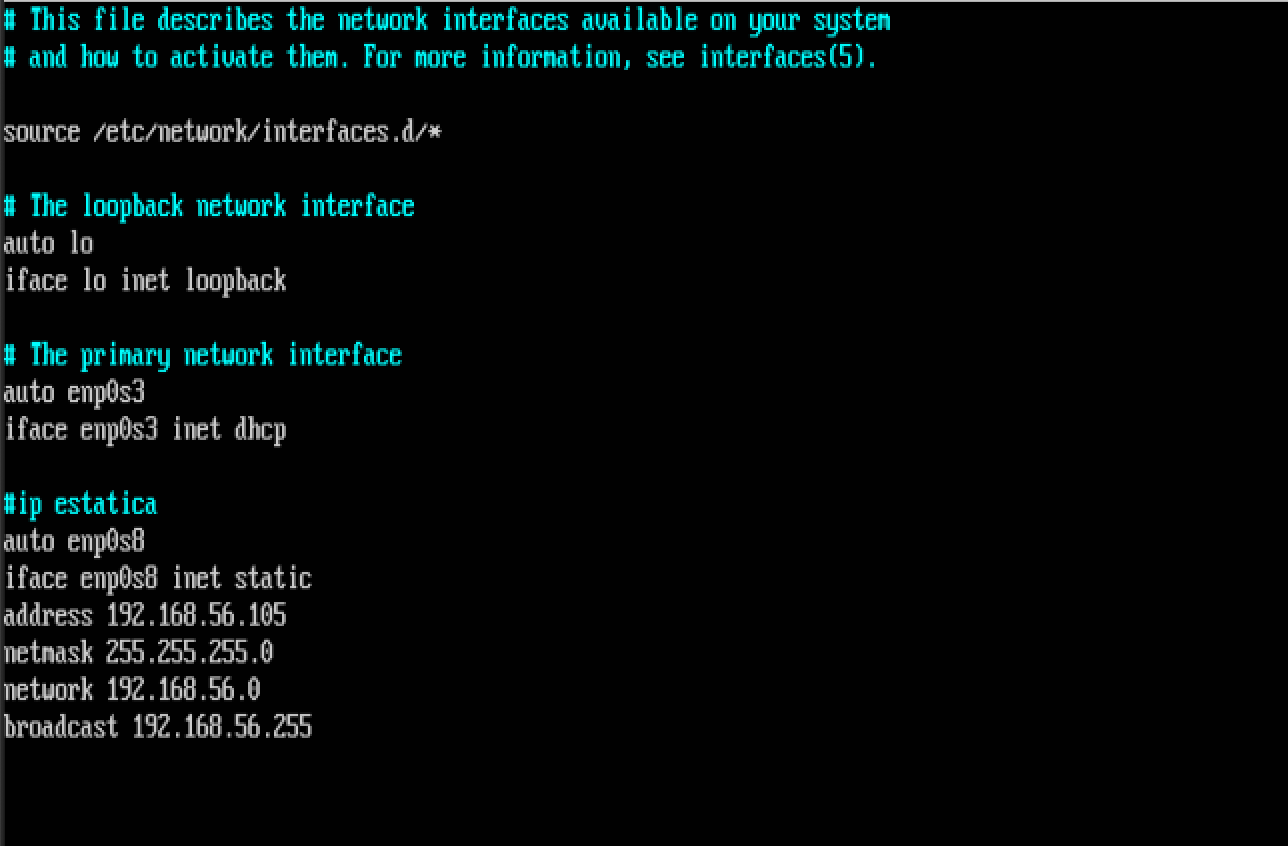 # This file describes the network interfaces available on your system
# and how to activate them. For more information, see interfaces(5).
source /etc/network/interfaces.d/*
# The loopback network interface
auto lo
iface lo inet loopback
# The primary network interface
auto enp0s3
iface enp0s3 inet dhcp
#ip estatica
auto enp0s8
iface enp0s8 inet static
address 192.168.56.105
netmask 255.255.255.0
network 192.168.56.0
broadcast 192.168.56.255